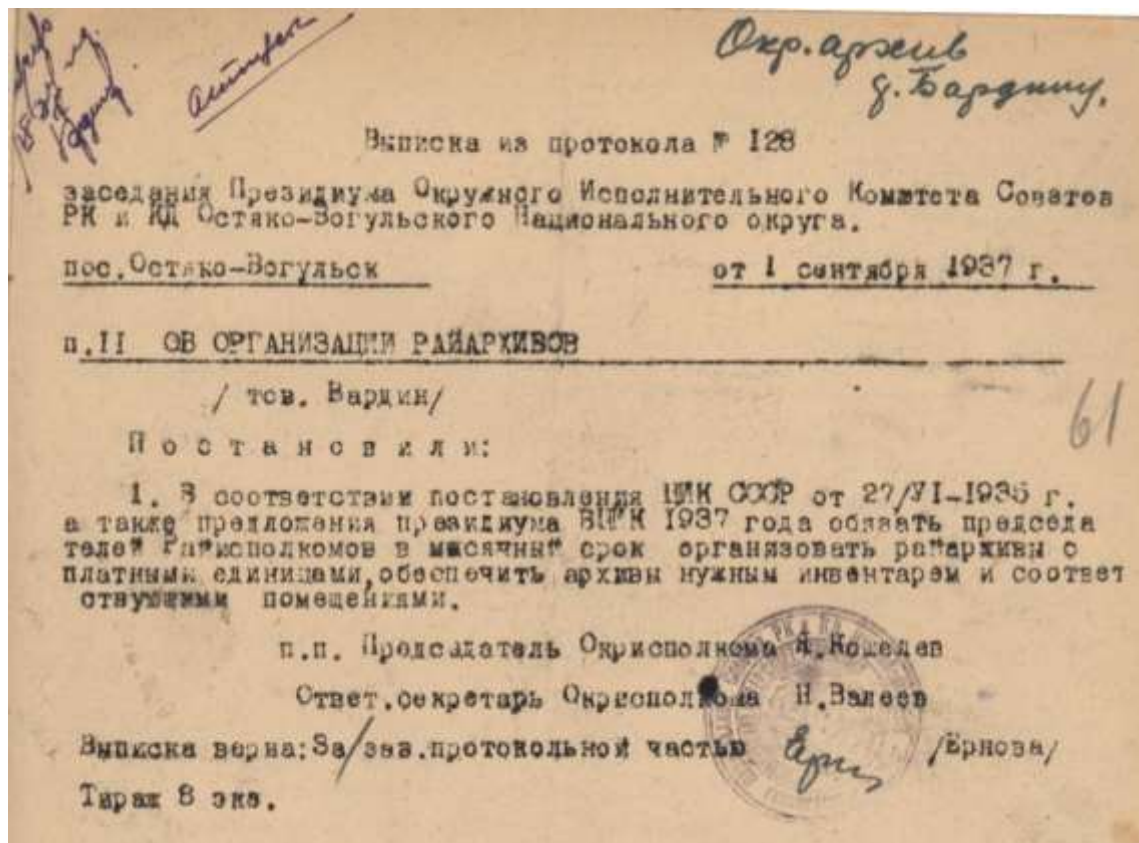 Окр. архив
д. Бардину.
Выписка из протокола № 128
заседания Президиума Окружного Исполнительного Комитета Советов
РК и КД Остяко-Вогульского Национального округа.
пос.Остяко-Вогульск от 1 сентября 1937 г.
п.II ОБ ОРГАНИЗАЦИИ РАЙАРХИВОВ
/ тов. Вардин/
61
П о с т а н о в и л и:
1. В соответствии постановления ЦИК СССР от 27/VI-1935 г.
а также предложения президиума ВЦИК 1937 года обязать председа
телей Райисполкомов в месячный срок организовать райархивы с
платными единицами,обеспечить архивы нужным инвентарем и соответ
ствующими помещениями.
п.п. Председатель Окрисполкома Я.Кошелев
Ответ.секретарь Окрисполкома Н.Валеев
Выписка верна:За/зав.протокольной частью /Ернова/
Тираж 8 экз.